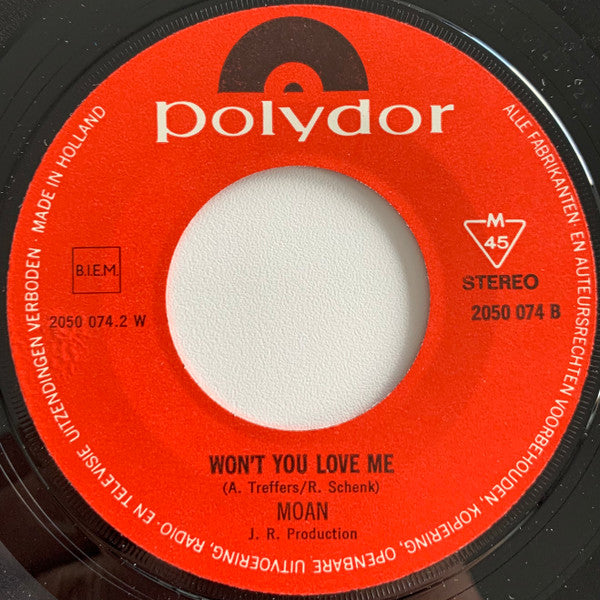 polydor
MADE IN HOLLAND
ALLE FABRIKANTEN- EN AUTEURSRECHTEN VOORBEHOUDEN, KOPIERING, OPENBARE UITVOERING, RADIO- EN TELEVISIE UITZENDINGEN VERBODEN
B.I.E.M.
2050 074.2 W
M
45
STEREO
2050 074 B
WON'T YOU LOVE ME
(A. Treffers/R. Schenk)
MOAN
J. R. Production